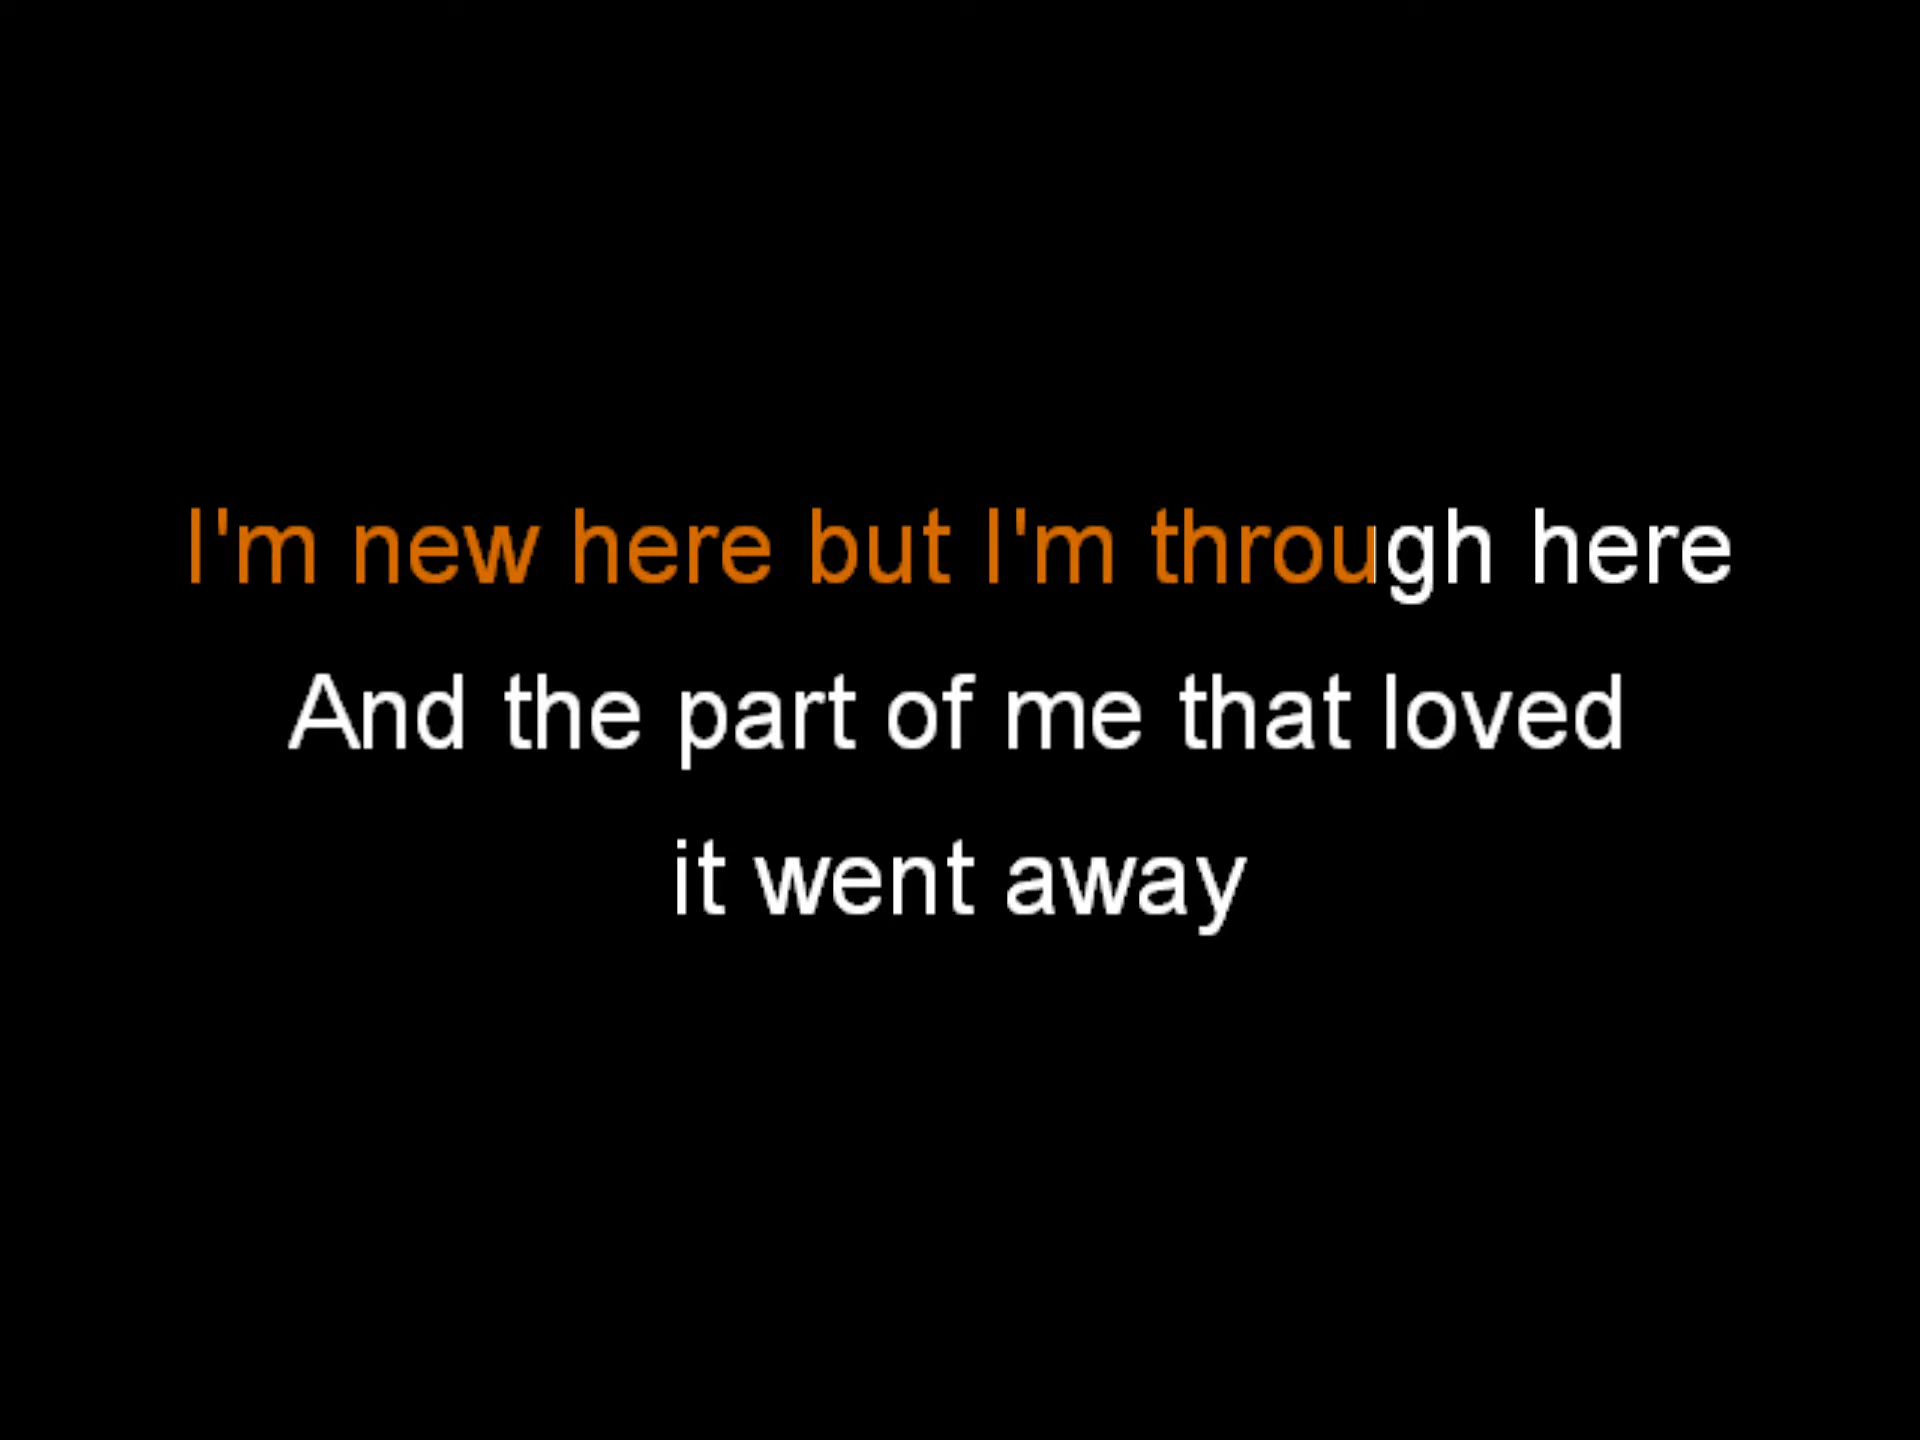 I'm new here but I'm through here
And the part of me that loved
it went away